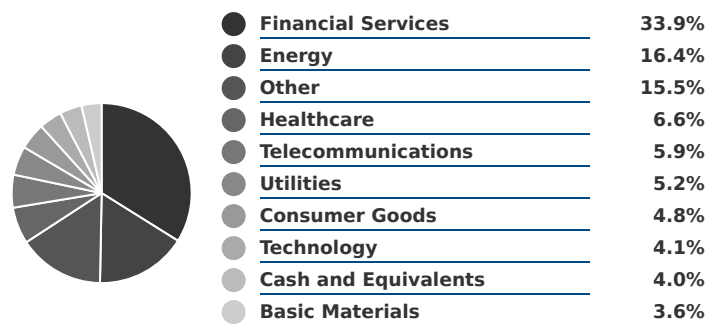 Financial Services 33.9%
Energy 16.4%
Other 15.5%
Healthcare 6.6%
Telecommunications 5.9%
Utilities 5.2%
Consumer Goods 4.8%
Technology 4.1%
Cash and Equivalents 4.0%
Basic Materials 3.6%